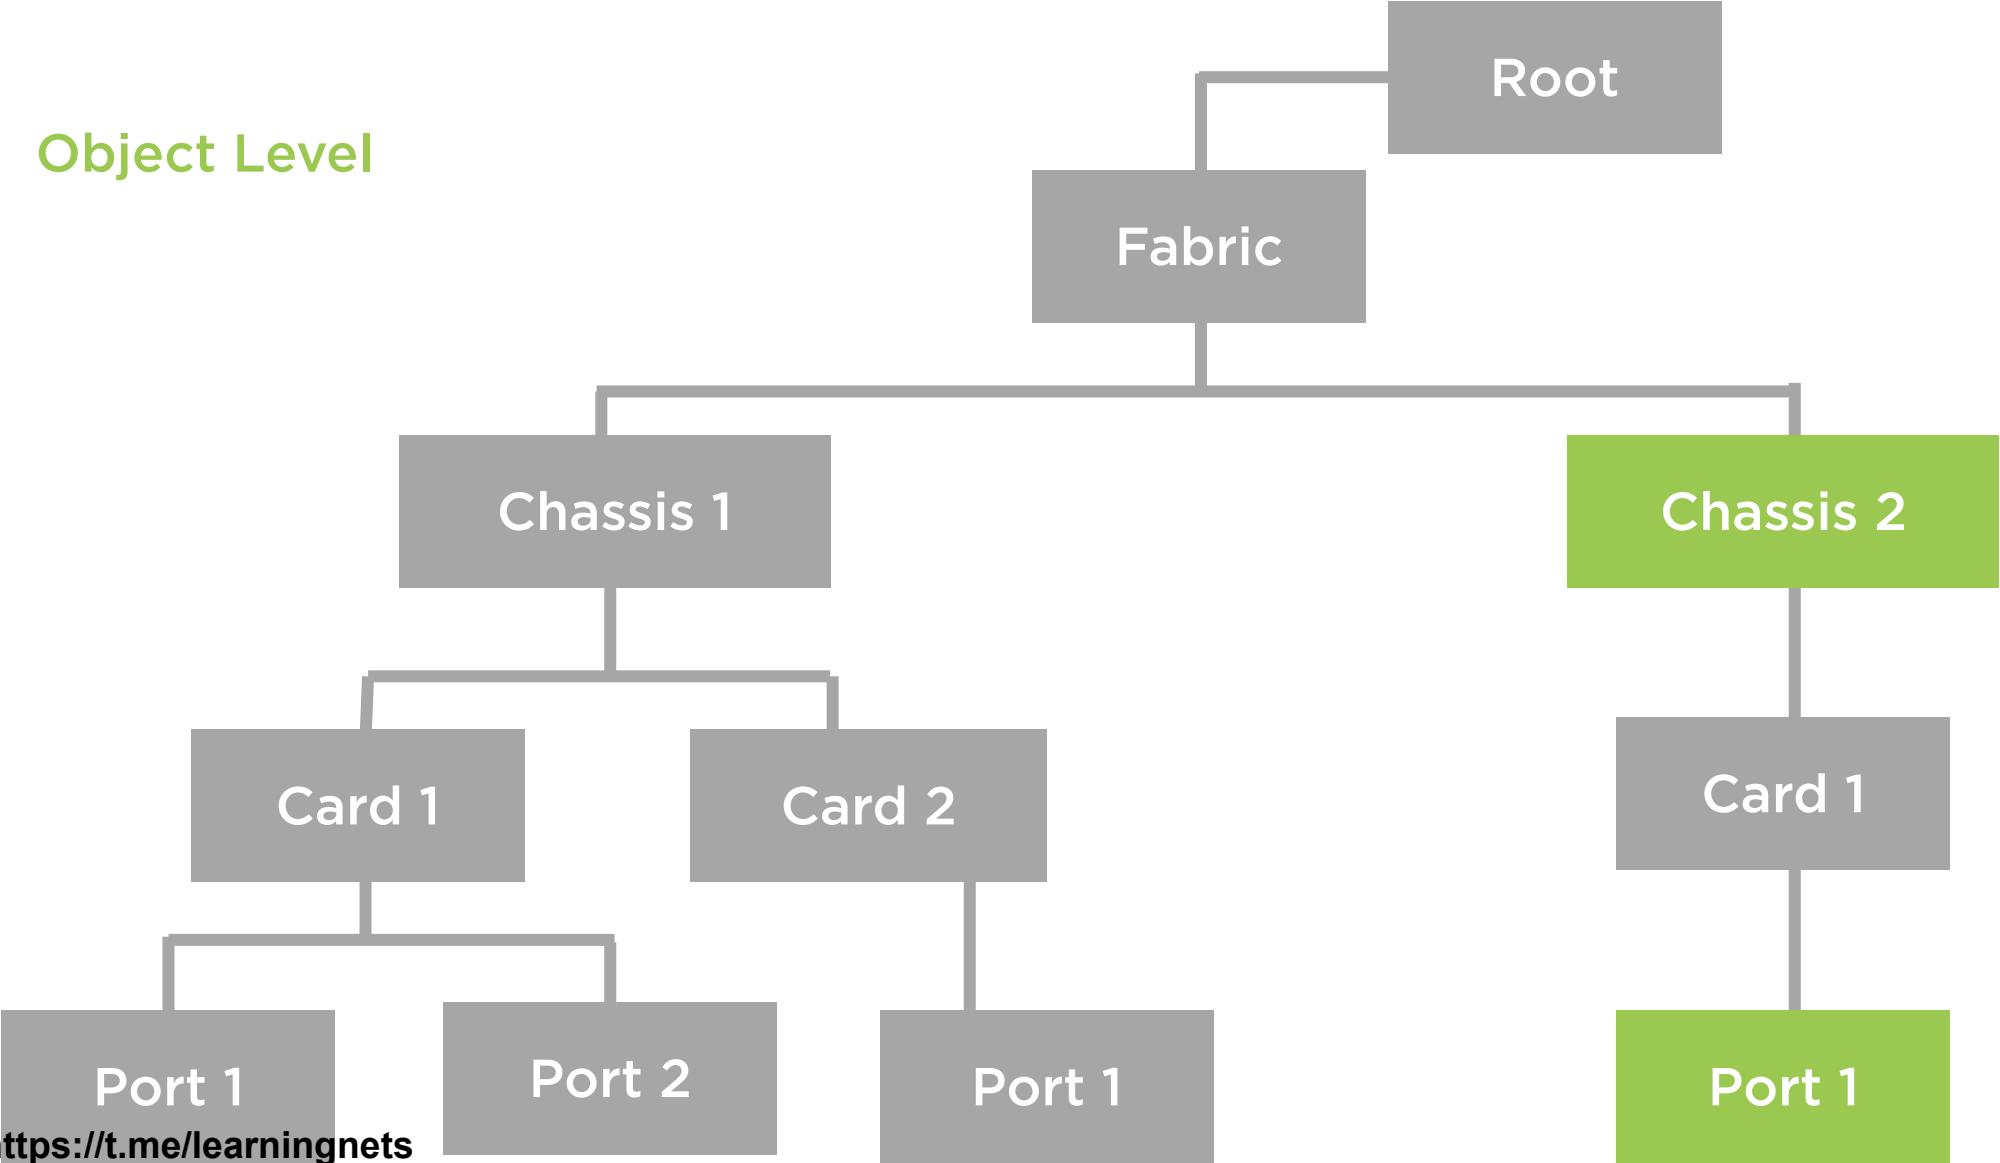 Root
Object Level
Fabric
Chassis 1
Chassis 2
Card 1
Card 2
Card 1
Port 1
Port 2
Port 1
Port 1
ttps://t.me/learningnets